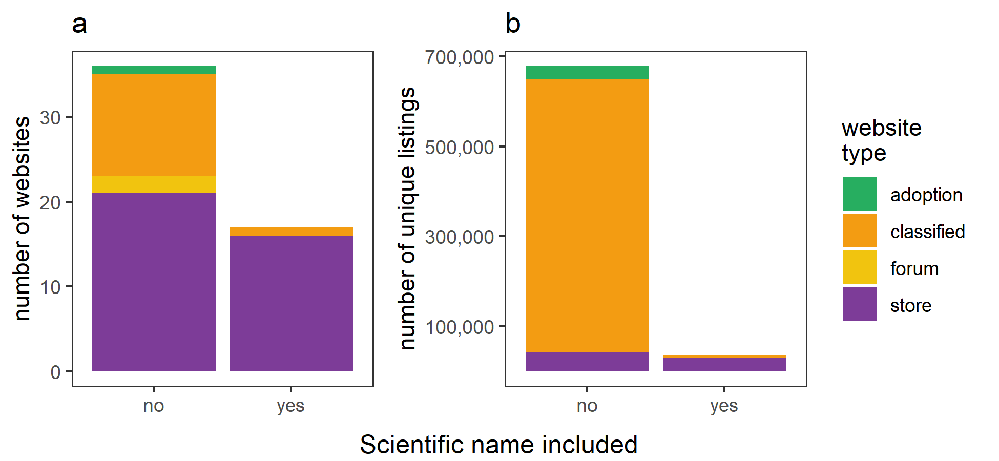 a
number of websites
30
20
10
0
no
yes
b
number of unique listings
700,000
500,000
300,000
100,000
no
yes
Scientific name included
website
type
adoption
classified
forum
store